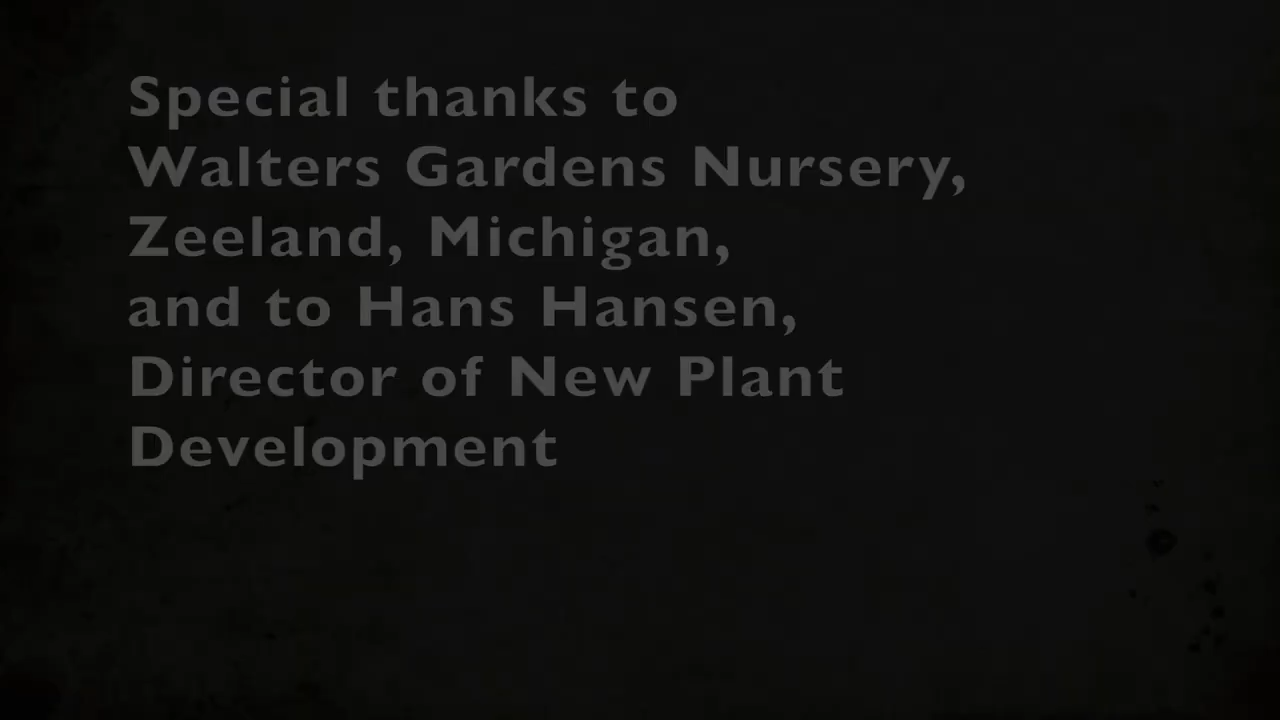 Special thanks to
Walters Gardens Nursery,
Zeeland, Michigan,
and to Hans Hansen,
Director of New Plant
Development